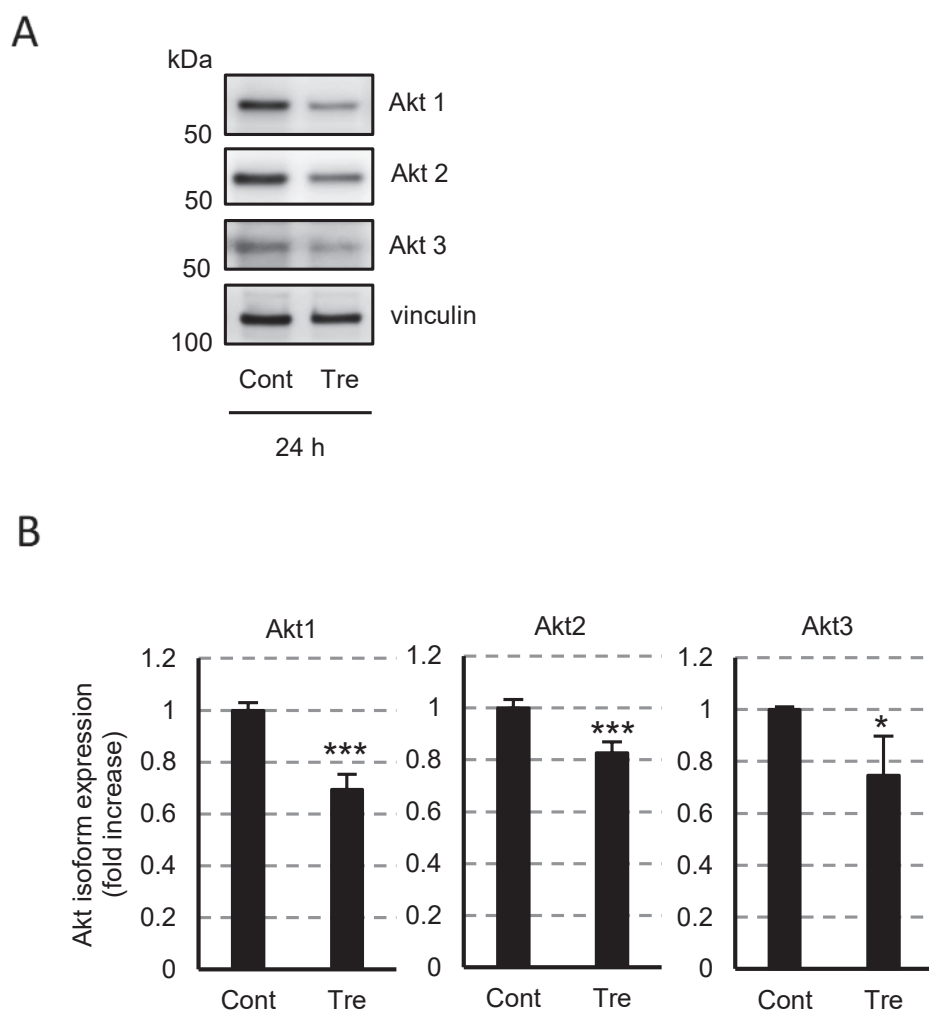 A
kDa
Akt 1
50
Akt 2
50
Akt 3
50
vinculin
100
Cont Tre
24 h
B
Akt isoform expression
(fold increase)
Akt1
1.2
1
0.8
0.6
0.4
0.2
0
***
Cont Tre
Akt2
1.2
1
0.8
0.6
0.4
0.2
0
***
Cont Tre
Akt3
1.2
1
0.8
0.6
0.4
0.2
0
*
Cont Tre